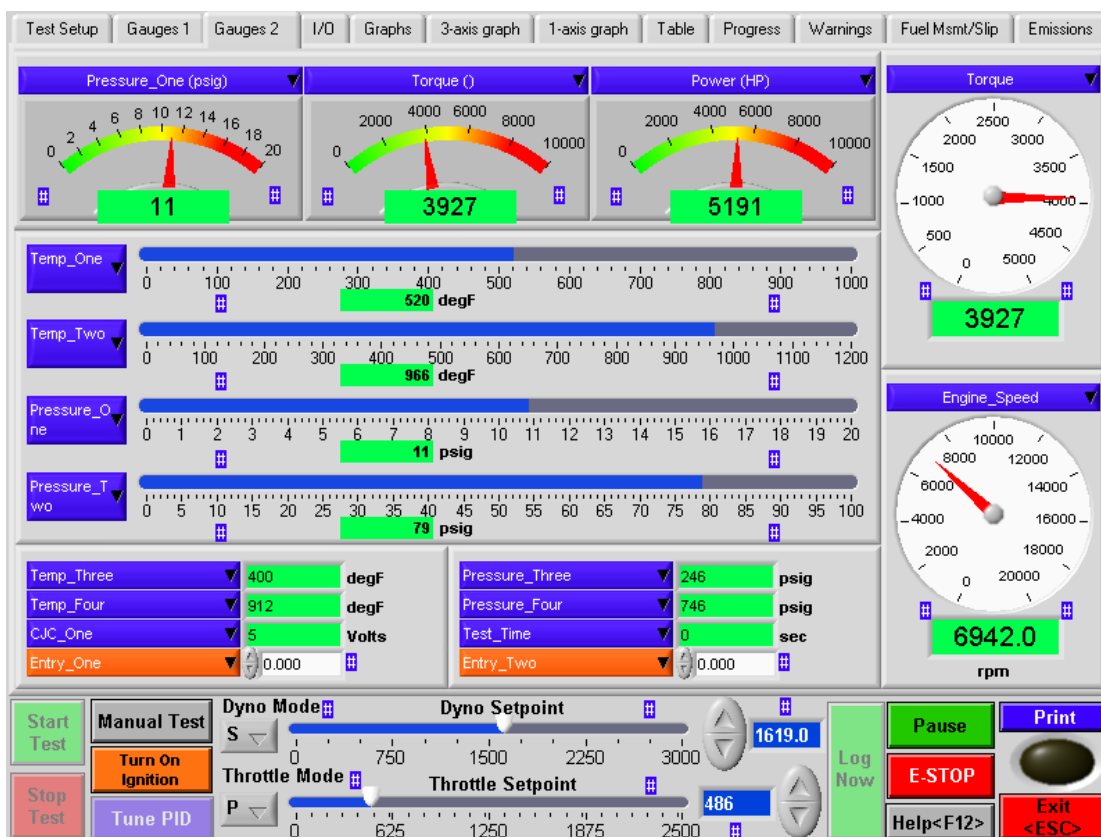 Test Setup Gauges 1 Gauges 2 I/O Graphs 3-axis graph 1-axis graph Table Progress Warnings Fuel Msmt/Slip Emissions
Pressure_One (psig) Torque () Power (HP)
0 2 4 6 8 10 12 14 16 18 20
0 2000 4000 6000 8000 10000
0 2000 4000 6000 8000 10000
# 11 # # 3927 # # 5191 #
Torque
0 500 1000 1500 2000 2500 3000 3500 4000 4500 5000
# #
3927
Temp_One
0 100 200 300 400 500 600 700 800 900 1000
# 520 degF #
Temp_Two
0 100 200 300 400 500 600 700 800 900 1000 1100 1200
# 966 degF #
Pressure_O
ne
0 1 2 3 4 5 6 7 8 9 10 11 12 13 14 15 16 17 18 19 20
# 11 psig #
Pressure_T
wo
0 5 10 15 20 25 30 35 40 45 50 55 60 65 70 75 80 85 90 95 100
# 79 psig #
Engine_Speed
0 2000 4000 6000 8000 10000 12000 14000 16000 18000 20000
# #
6942.0
rpm
Temp_Three 400 degF
Temp_Four 912 degF
CJC_One 5 Volts
Entry_One 0.000 #
Pressure_Three 246 psig
Pressure_Four 746 psig
Test_Time 0 sec
Entry_Two 0.000 #
Start
Test
Stop
Test
Manual Test
Turn On
Ignition
Tune PID
Dyno Mode # Dyno Setpoint # #
S
0 750 1500 2250 3000
1619.0
Throttle Mode # Throttle Setpoint #
P
0 625 1250 1875 2500
486
#
Log
Now
Pause
E-STOP
Help<F12>
Print
Exit
<ESC>